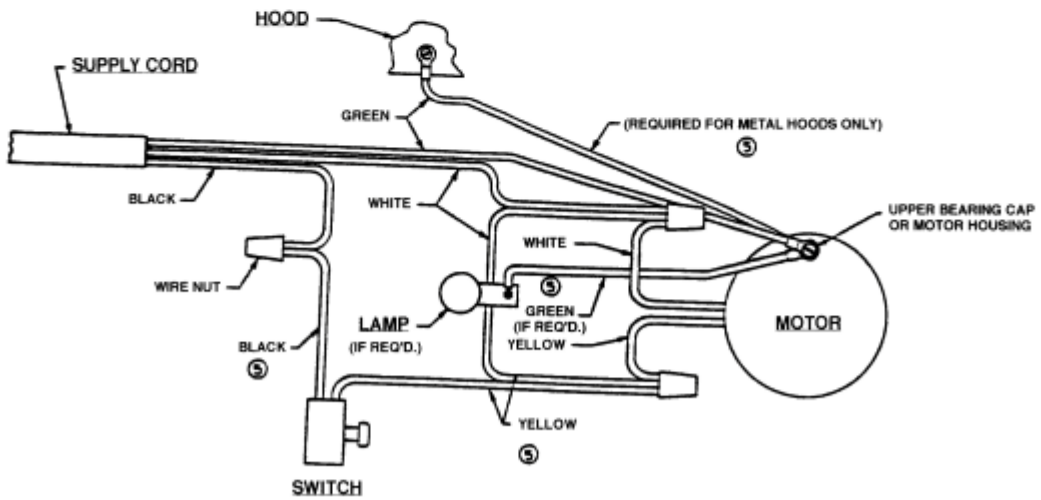 HOOD
SUPPLY CORD
GREEN
(REQUIRED FOR METAL HOODS ONLY)
5
BLACK
WHITE
UPPER BEARING CAP
OR MOTOR HOUSING
WHITE
WIRE NUT
5
GREEN
(IF REQ'D.)
LAMP
(IF REQ'D.)
MOTOR
YELLOW
BLACK
5
YELLOW
5
SWITCH